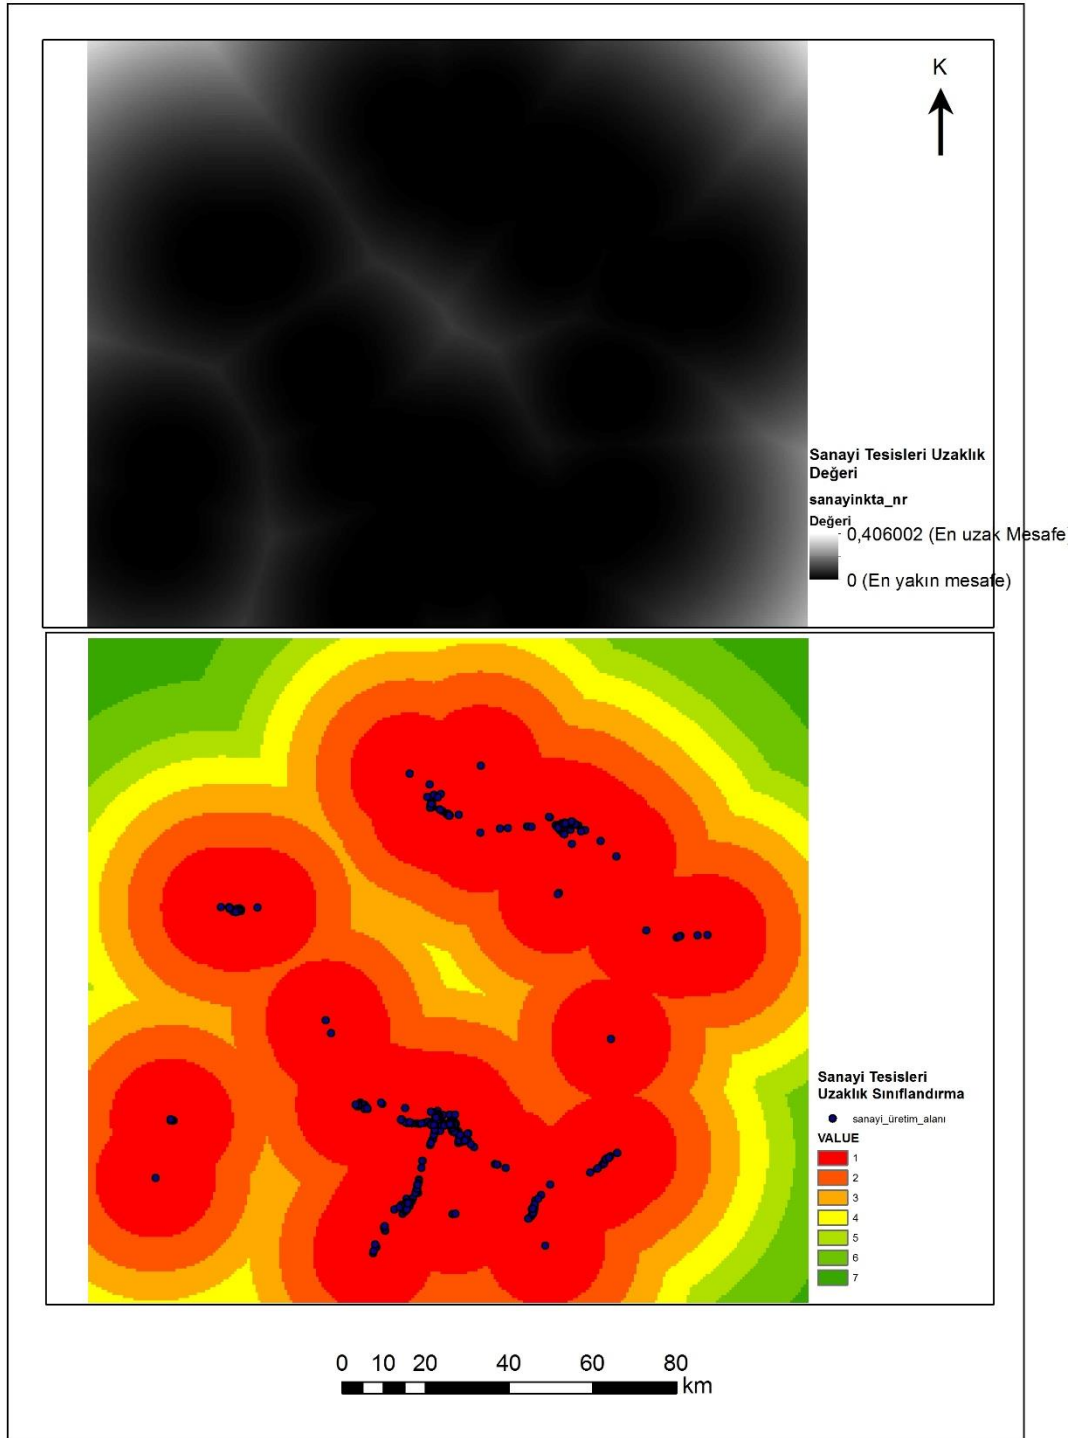 K
Sanayi Tesisleri Uzaklık
Değeri
sanayinkta_nr
Değeri
0,406002 (En uzak Mesafe)
0 (En yakın mesafe)
Sanayi Tesisleri
Uzaklık Sınıflandırma
sanayi_üretim_alanı
VALUE
1
2
3
4
5
6
7
0 10 20 40 60 80
km